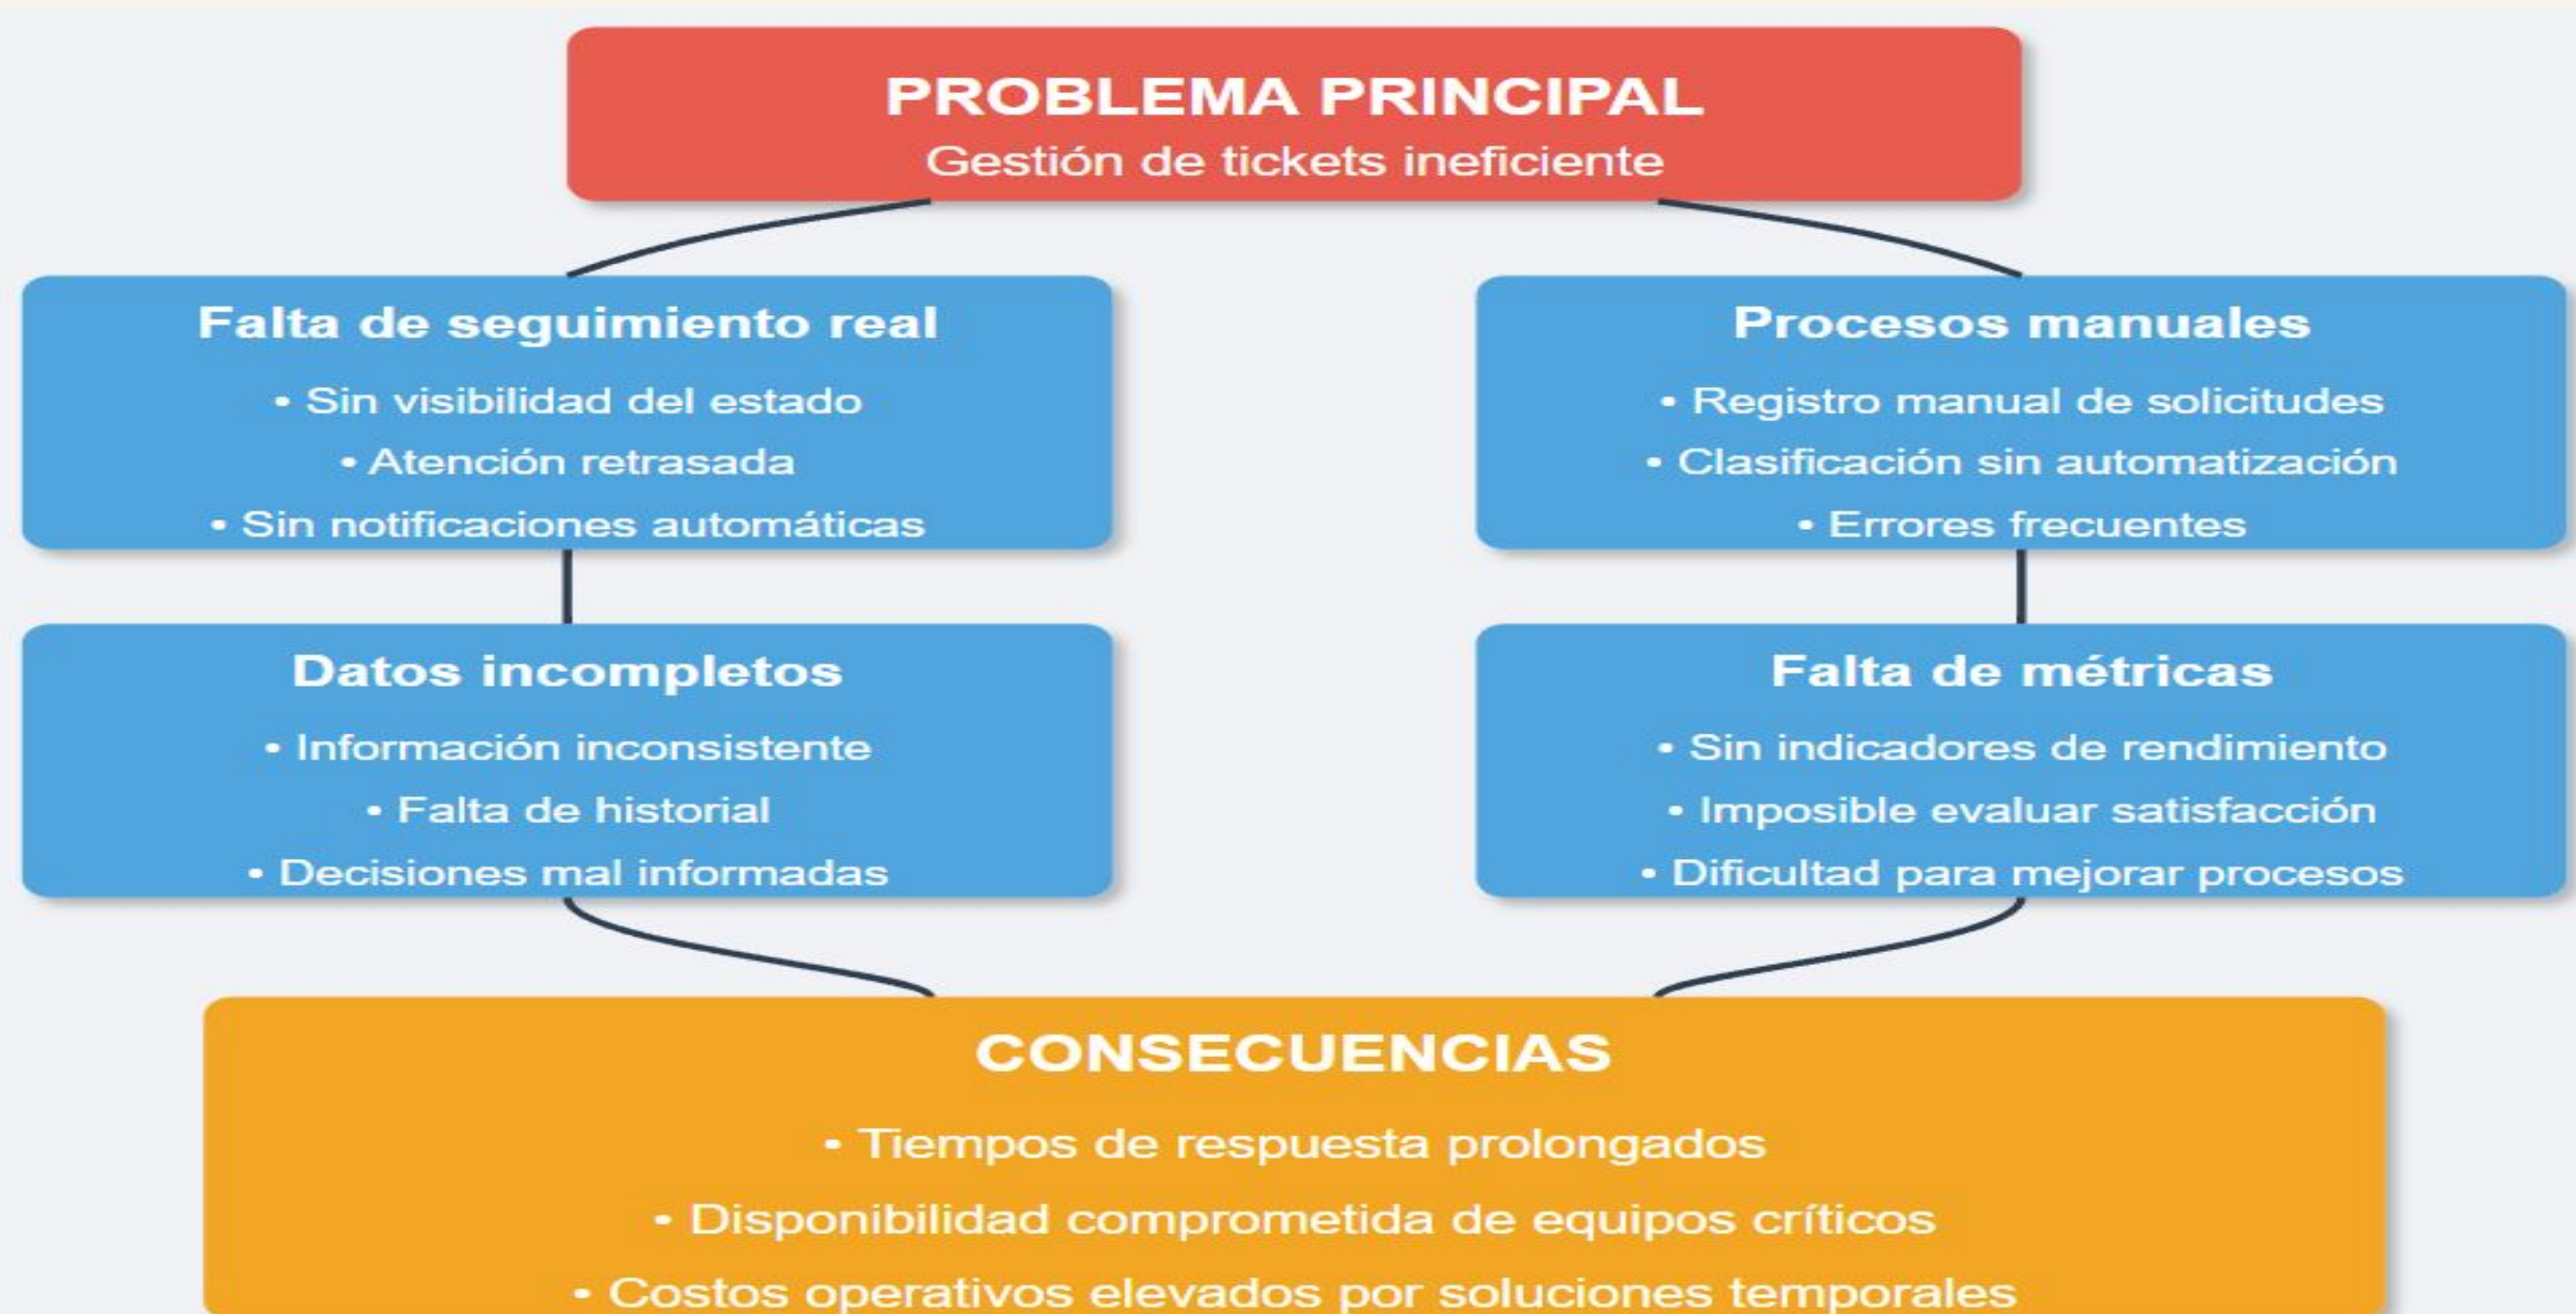 PROBLEMA PRINCIPAL
Gestión de tickets ineficiente
Falta de seguimiento real
• Sin visibilidad del estado
• Atención retrasada
• Sin notificaciones automáticas
Procesos manuales
• Registro manual de solicitudes
• Clasificación sin automatización
• Errores frecuentes
Datos incompletos
• Información inconsistente
• Falta de historial
• Decisiones mal informadas
Falta de métricas
• Sin indicadores de rendimiento
• Imposible evaluar satisfacción
• Dificultad para mejorar procesos
CONSECUENCIAS
• Tiempos de respuesta prolongados
• Disponibilidad comprometida de equipos críticos
• Costos operativos elevados por soluciones temporales